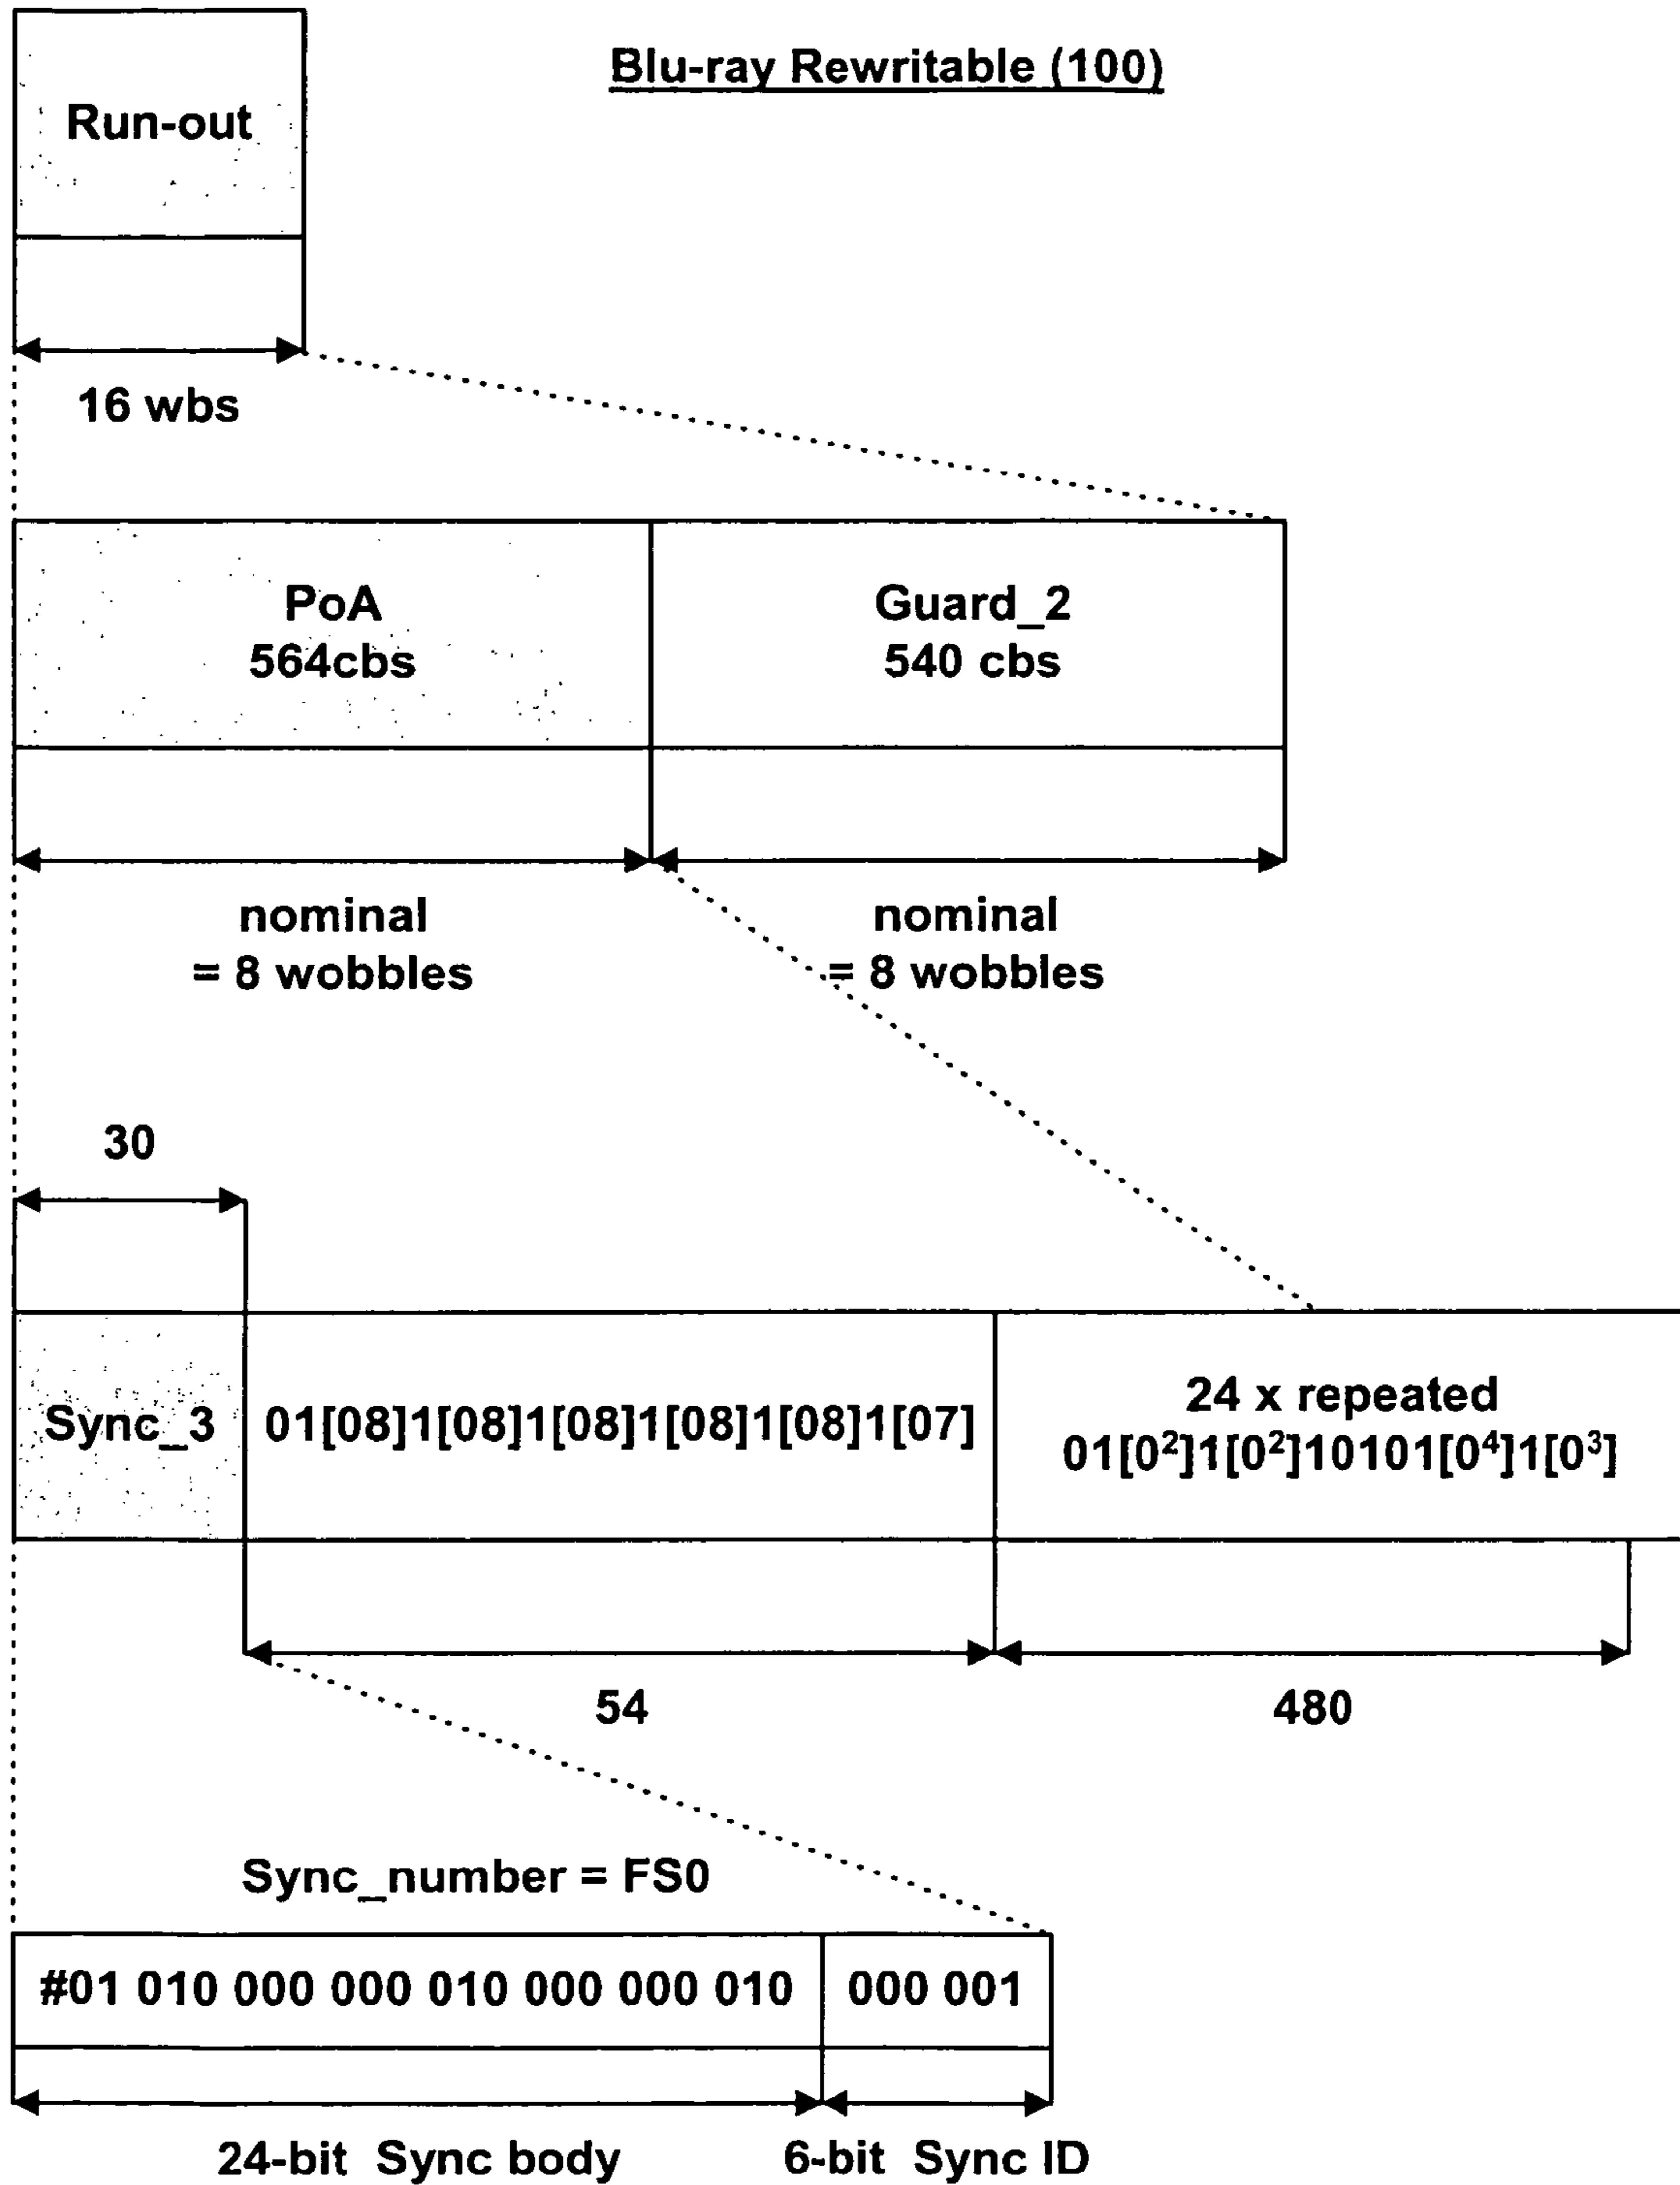 Blu-ray Rewritable (100)
Run-out
16 wbs
PoA
564cbs
Guard_2
540 cbs
nominal
= 8 wobbles
nominal
= 8 wobbles
30
Sync_3
01[08]1[08]1[08]1[08]1[08]1[07]
24 x repeated
01[0²]1[0²]10101[0⁴]1[0³]
54
480
Sync_number = FS0
#01 010 000 000 010 000 000 010
000 001
24-bit Sync body
6-bit Sync ID